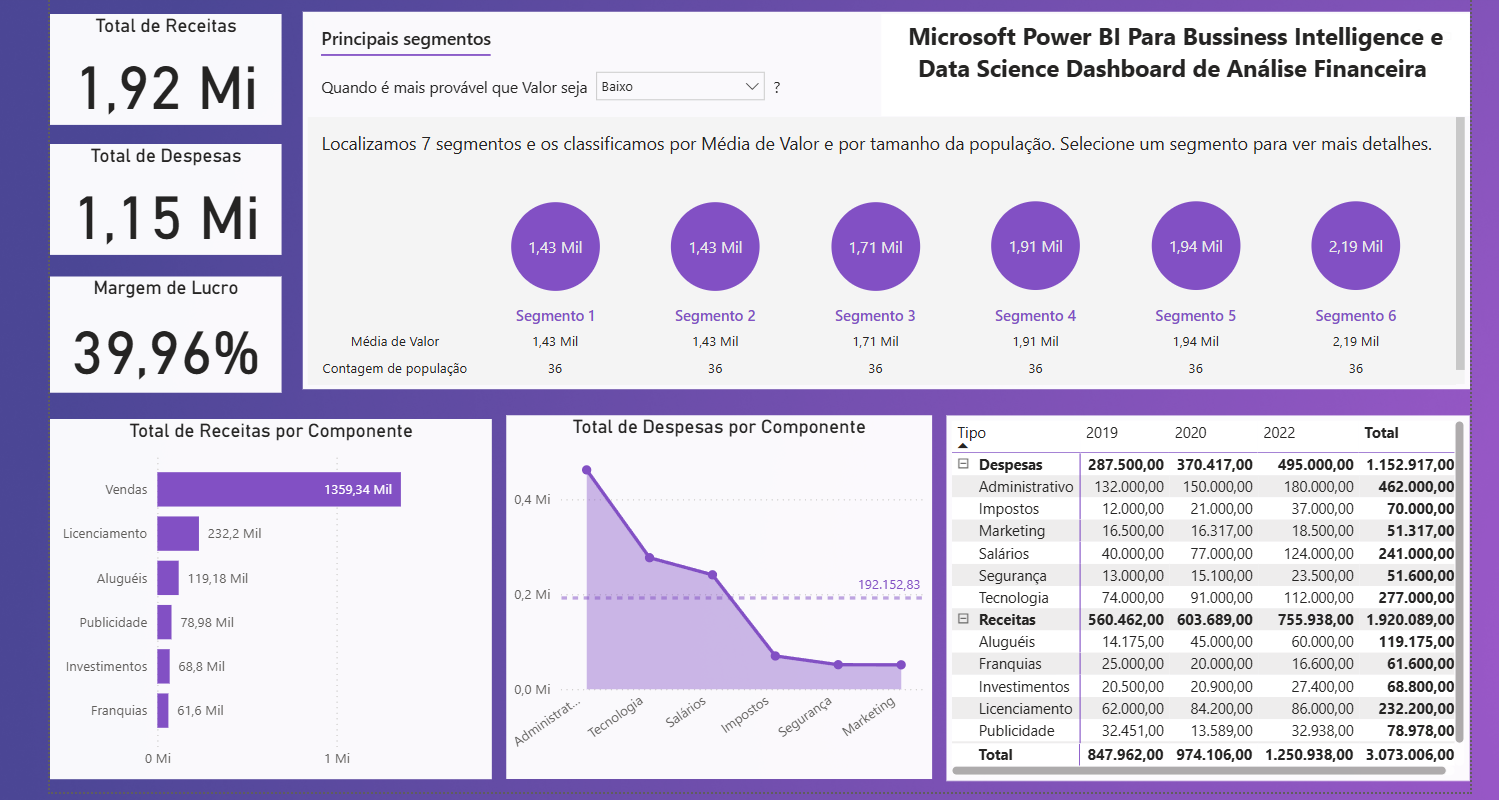 Total de Receitas
1,92 Mi
Total de Despesas
1,15 Mi
Margem de Lucro
39,96%
Principais segmentos
Quando é mais provável que Valor seja Baixo ?
Microsoft Power BI Para Bussiness Intelligence e
Data Science Dashboard de Análise Financeira
Localizamos 7 segmentos e os classificamos por Média de Valor e por tamanho da população. Selecione um segmento para ver mais detalhes.
1,43 Mil 1,43 Mil 1,71 Mil 1,91 Mil 1,94 Mil 2,19 Mil
Segmento 1 Segmento 2 Segmento 3 Segmento 4 Segmento 5 Segmento 6
Média de Valor 1,43 Mil 1,43 Mil 1,71 Mil 1,91 Mil 1,94 Mil 2,19 Mil
Contagem de população 36 36 36 36 36 36
Total de Receitas por Componente
Vendas 1359,34 Mil
Licenciamento 232,2 Mil
Aluguéis 119,18 Mil
Publicidade 78,98 Mil
Investimentos 68,8 Mil
Franquias 61,6 Mil
0 Mi 1 Mi
Total de Despesas por Componente
0,4 Mi
192.152,83
0,2 Mi
0,0 Mi
Administrat... Tecnologia Salários Impostos Segurança Marketing
Tipo 2019 2020 2022 Total
Despesas 287.500,00 370.417,00 495.000,00 1.152.917,00
Administrativo 132.000,00 150.000,00 180.000,00 462.000,00
Impostos 12.000,00 21.000,00 37.000,00 70.000,00
Marketing 16.500,00 16.317,00 18.500,00 51.317,00
Salários 40.000,00 77.000,00 124.000,00 241.000,00
Segurança 13.000,00 15.100,00 23.500,00 51.600,00
Tecnologia 74.000,00 91.000,00 112.000,00 277.000,00
Receitas 560.462,00 603.689,00 755.938,00 1.920.089,00
Aluguéis 14.175,00 45.000,00 60.000,00 119.175,00
Franquias 25.000,00 20.000,00 16.600,00 61.600,00
Investimentos 20.500,00 20.900,00 27.400,00 68.800,00
Licenciamento 62.000,00 84.200,00 86.000,00 232.200,00
Publicidade 32.451,00 13.589,00 32.938,00 78.978,00
Total 847.962,00 974.106,00 1.250.938,00 3.073.006,00